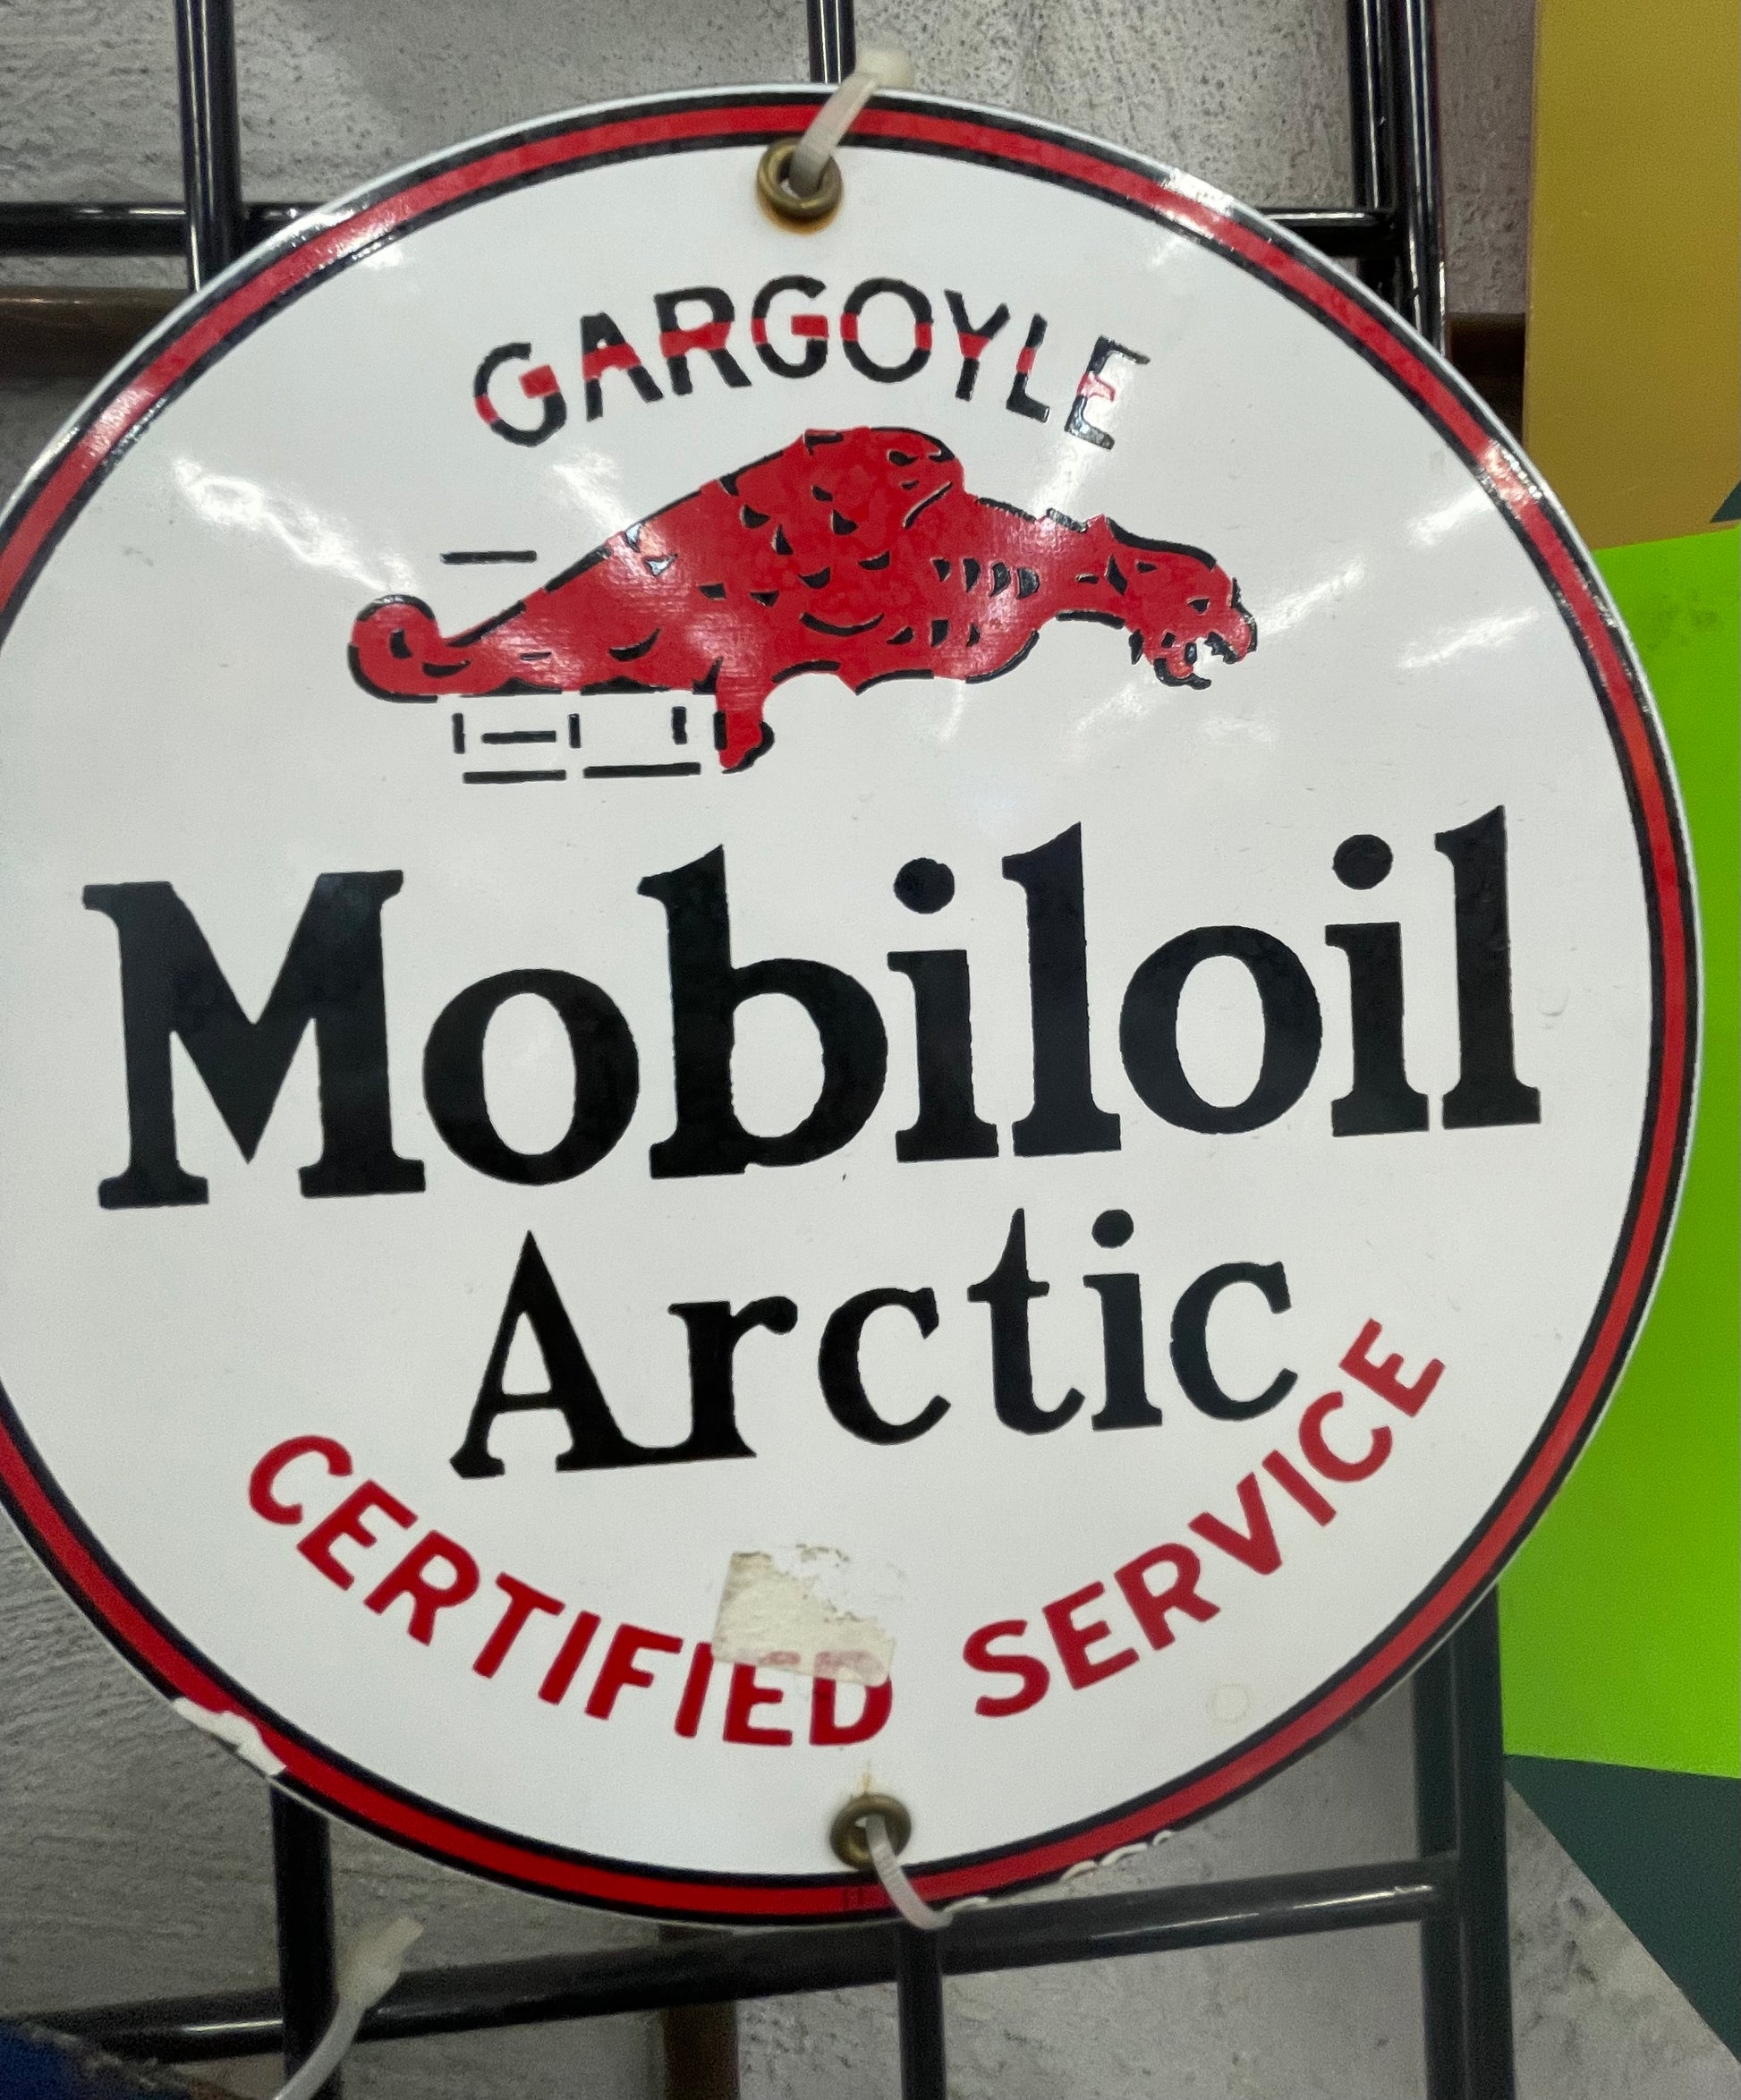 GARGOYLE
Mobiloil
Arctic
CERTIFIED SERVICE